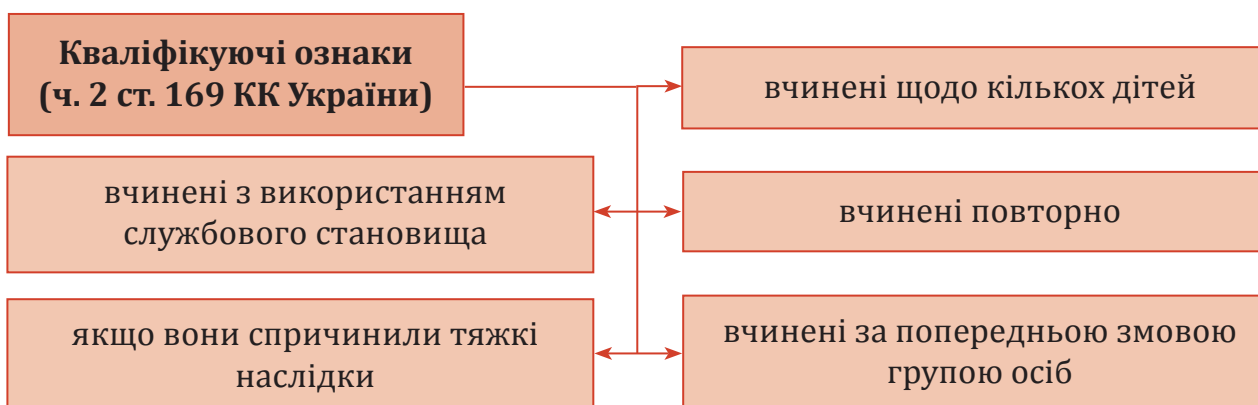 Кваліфікуючі ознаки
(ч. 2 ст. 169 КК України)
вчинені щодо кількох дітей
вчинені з використанням
службового становища
вчинені повторно
якщо вони спричинили тяжкі
наслідки
вчинені за попередньою змовою
групою осіб